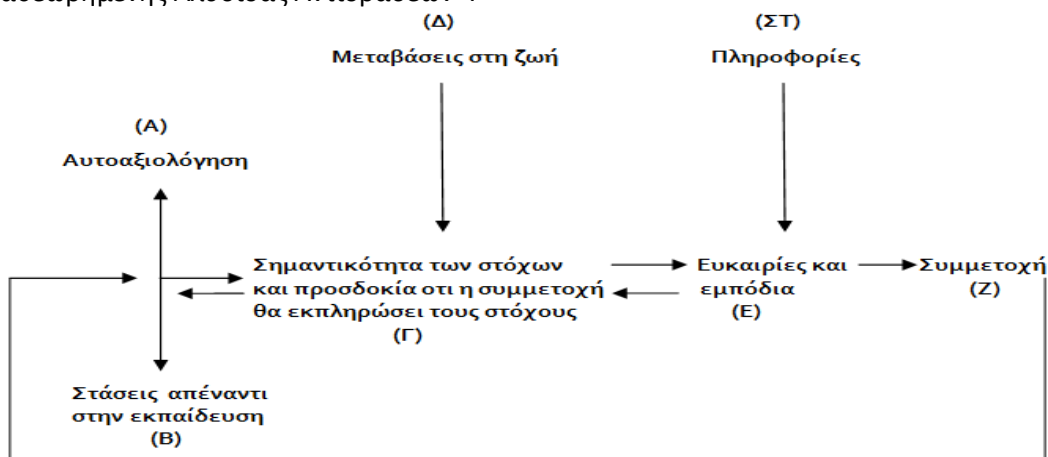 (Δ) (ΣΤ)
Μεταβάσεις στη ζωή Πληροφορίες
(Α)
Αυτοαξιολόγηση
Σημαντικότητα των στόχων
και προσδοκία οτι η συμμετοχή
θα εκπληρώσει τους στόχους
(Γ)
Ευκαιρίες και
εμπόδια
(Ε)
Συμμετοχή
(Ζ)
Στάσεις απέναντι
στην εκπαίδευση
(Β)